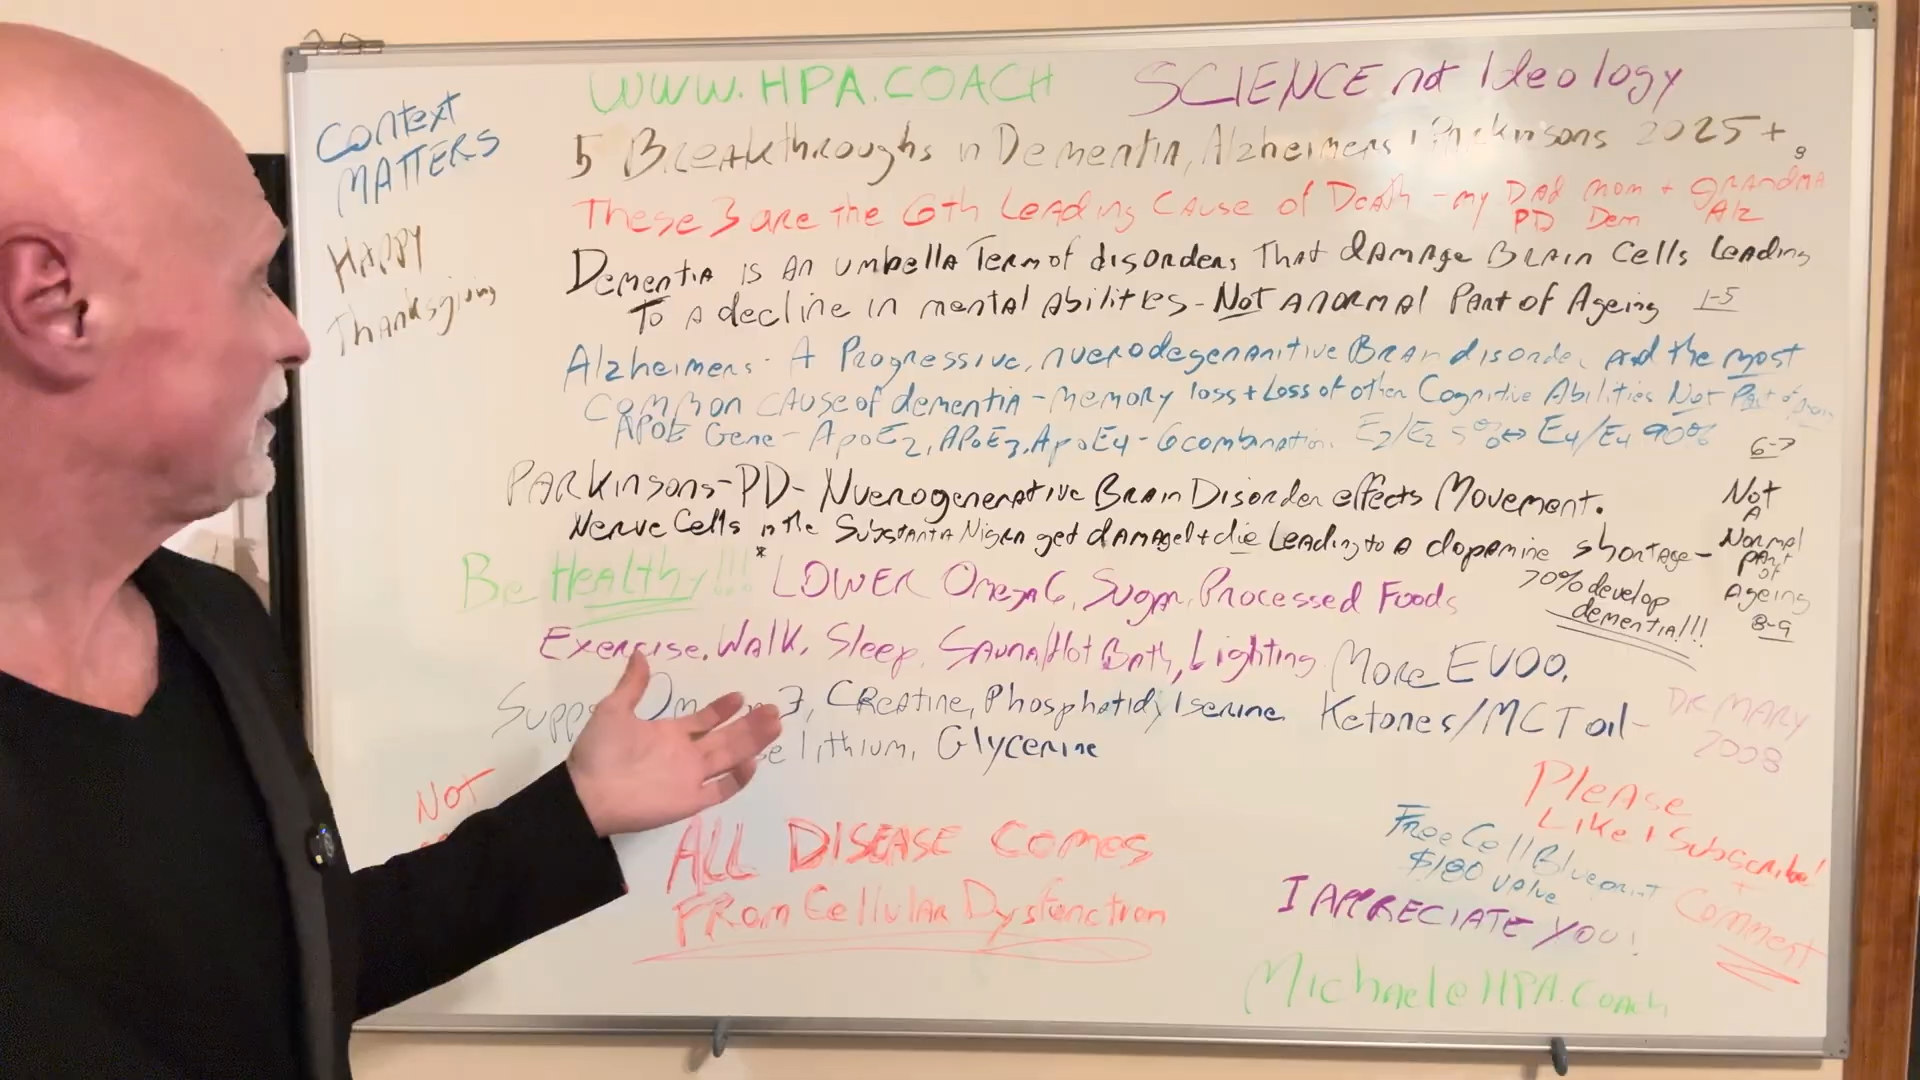 WWW.HPA.COACH SCIENCE not Ideology
Context
MATTERS
HAPPY
Thanksgiving
5 Breakthroughs in Dementia, Alzheimers, Parkinsons 2025+
These 3 are the 6th Leading Cause of Death - my Dad mom + grandma
PD Dem Alz
Dementia is An umbella Term of disorders That damage Brain Cells Leading
To a decline in mental abilities - Not A normal Part of Ageing 1-5
Alzheimers - A Progressive, nuerodegenanitive Brain disorder and the most
common cause of dementia - memory loss + Loss of other Cognitive Abilities Not Part of
APOE Gene - ApoE2, APoE3, ApoE4 - 6 combination E2/E2 5% ↔ E4/E4 90%
6-7
PARKinsons - PD - Nuerogenerative Brain Disorder effects Movement.
Nerve Cells in the Substantia Nigra get damaged + die Leading to a dopamine shortage -
Not
A
Normal
part
of
Ageing
8-9
70% develop
dementia!!!
Be Healthy!!! * LOWER Omega 6, Sugar, Processed Foods
Exercise, Walk, Sleep, Sauna/Hot Bath, Lighting More EVOO,
3, Creatine, Phosphatidylserine Ketones/MCT oil -
DR MARY
2008
Lithium, Glycerine
NOT
ALL DISEASE Comes
From Cellular Dysfunction
Please
Like, Subscribe!
+
Comment
Free Cell Blueprint
$180 value
I APPRECIATE YOU!
Michael@HPA.Coach